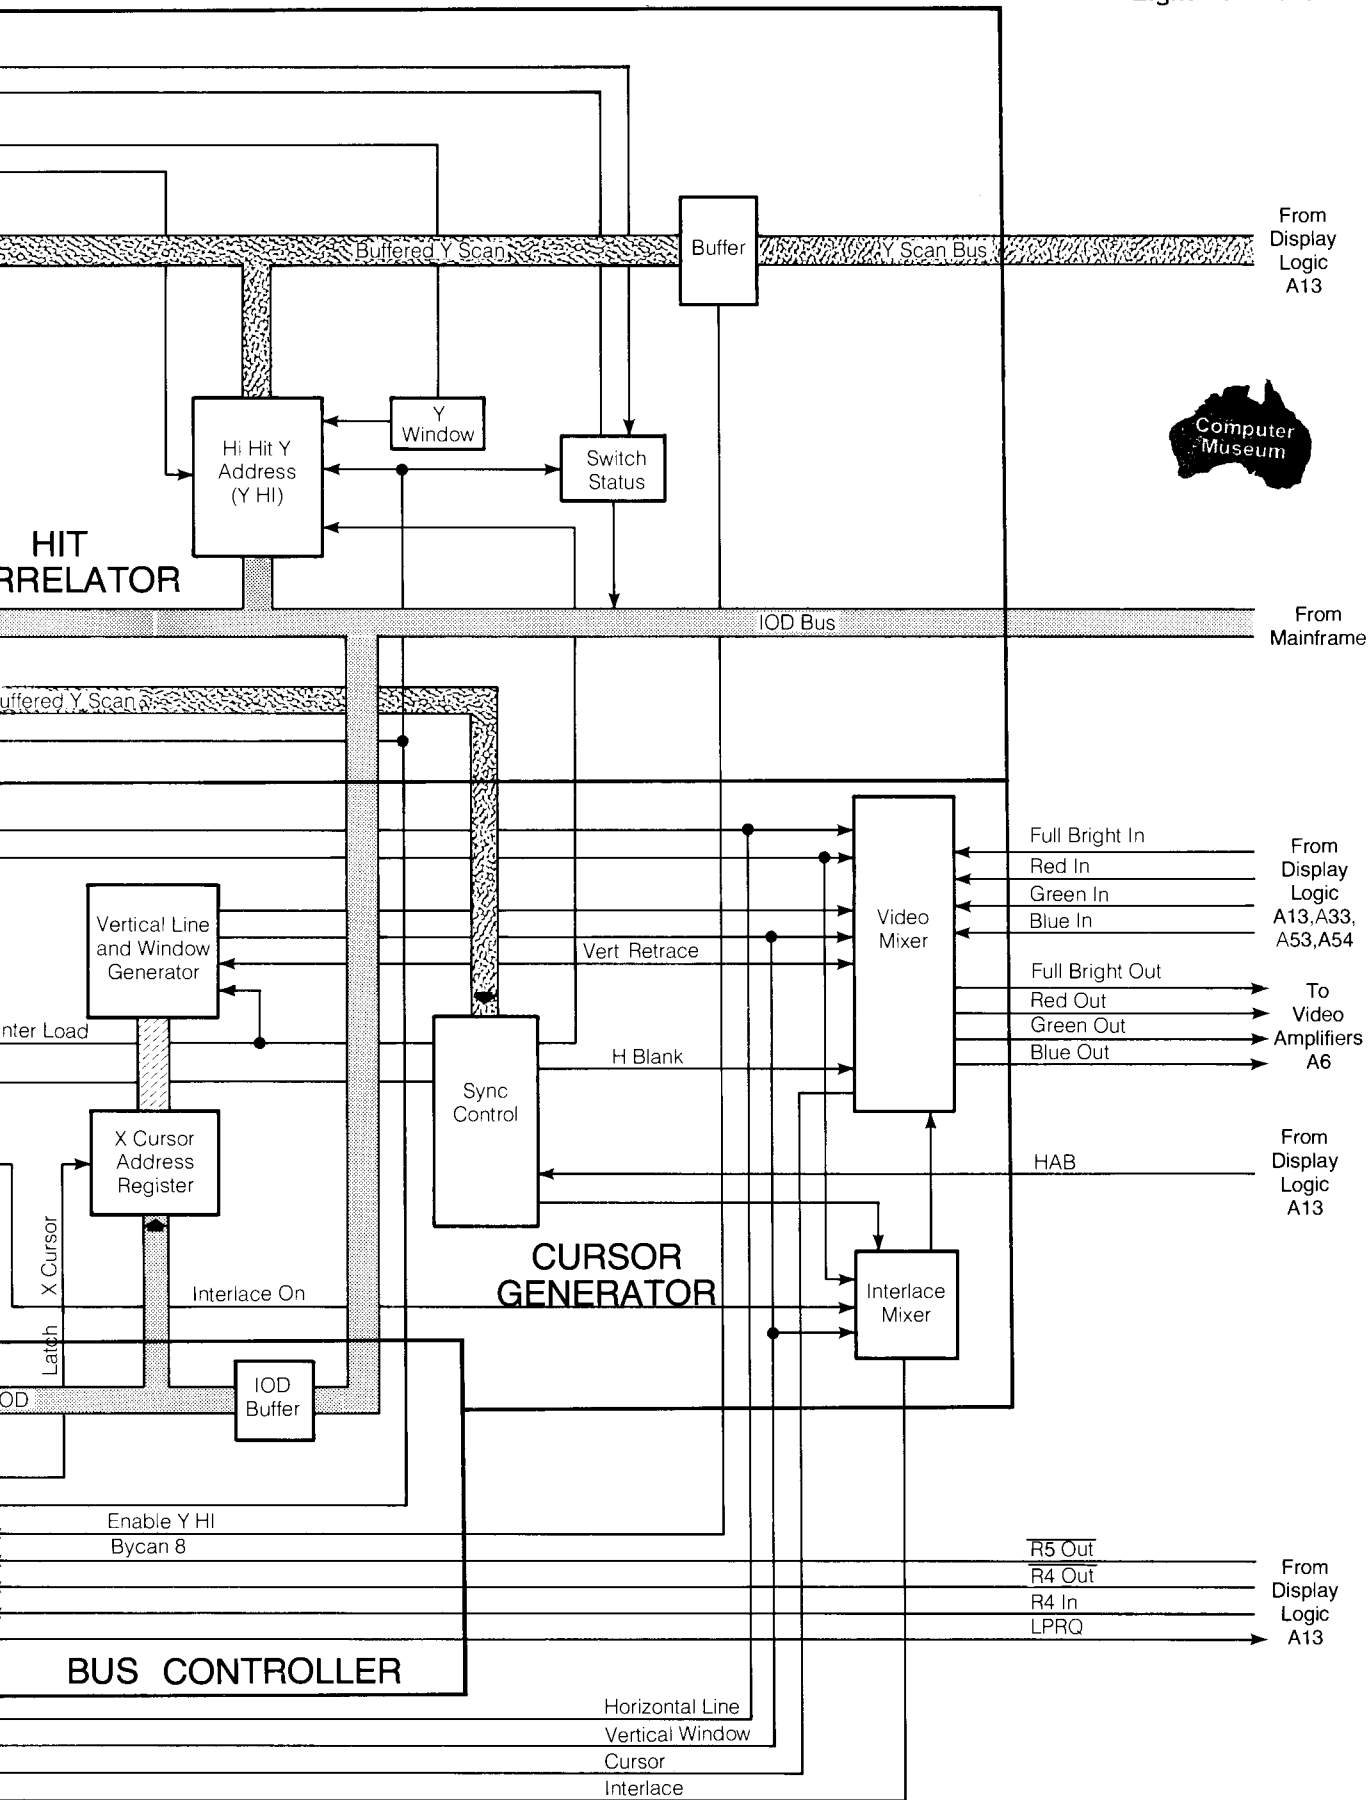 From
Display
Logic
A13
Buffered Y Scan
Buffer
Y Scan Bus
Y
Window
Hi Hit Y
Address
(Y HI)
Switch
Status
Computer
Museum
HIT
RRELATOR
IOD Bus
From
Mainframe
uffered Y Scan
Full Bright In
Red In
Green In
Blue In
From
Display
Logic
A13,A33,
A53,A54
Vertical Line
and Window
Generator
Video
Mixer
Vert Retrace
Full Bright Out
Red Out
Green Out
Blue Out
To
Video
Amplifiers
A6
nter Load
H Blank
Sync
Control
X Cursor
Address
Register
HAB
From
Display
Logic
A13
Latch X Cursor
CURSOR
GENERATOR
Interlace On
Interlace
Mixer
OD
IOD
Buffer
Enable Y HI
Bycan 8
R5 Out
R4 Out
R4 In
LPRQ
From
Display
Logic
A13
BUS CONTROLLER
Horizontal Line
Vertical Window
Cursor
Interlace